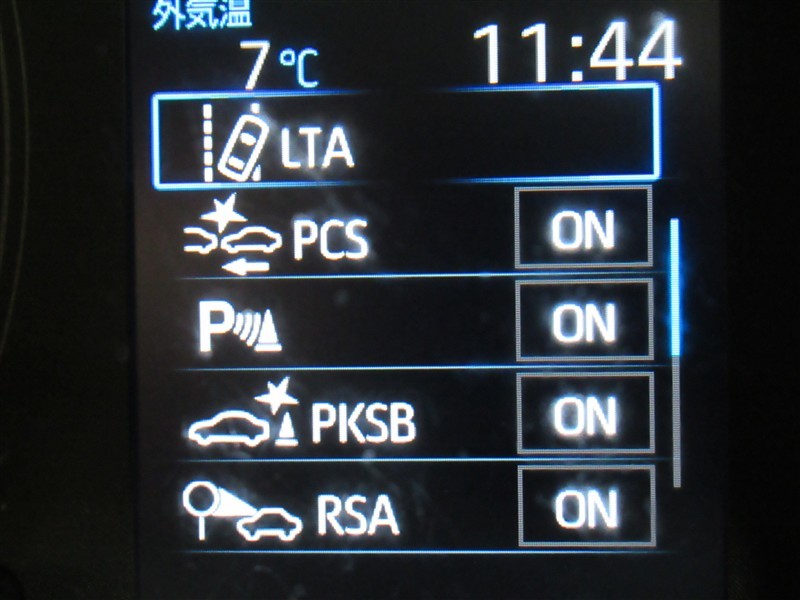 外気温
7℃ 11:44
LTA
PCS ON
P ON
PKSB ON
RSA ON